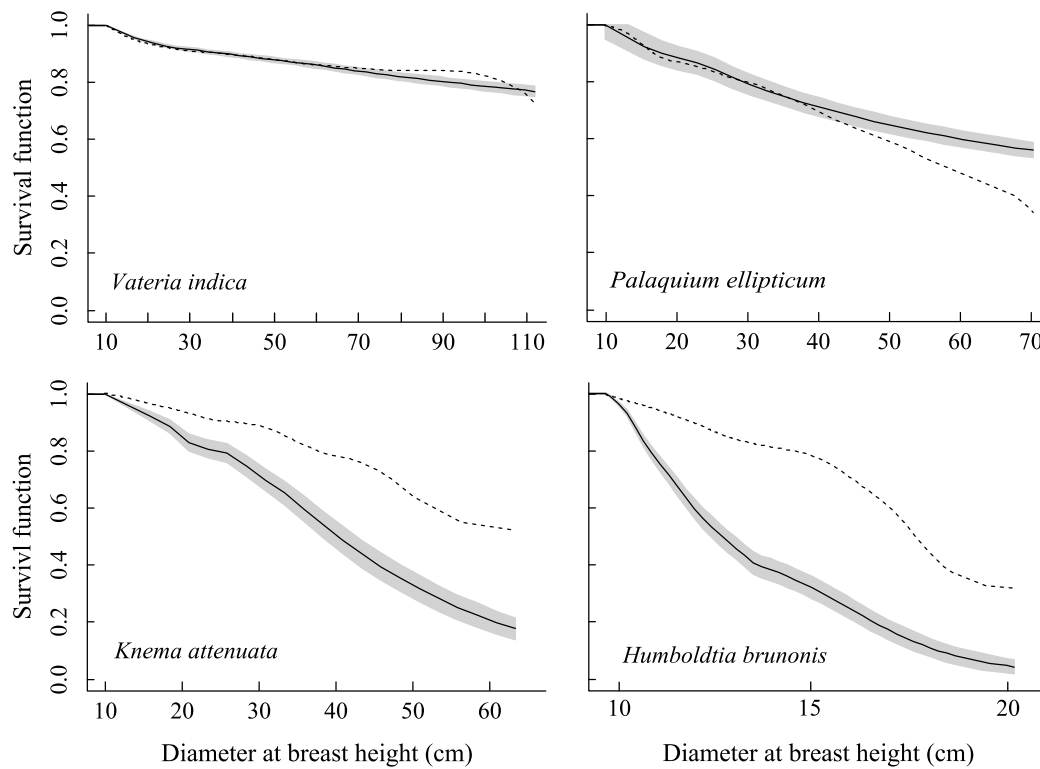 Survival function
1.0
0.8
0.6
0.4
0.2
0.0
Vateria indica
10 30 50 70 90 110
Palaquium ellipticum
10 20 30 40 50 60 70
Survivl function
1.0
0.8
0.6
0.4
0.2
0.0
Knema attenuata
10 20 30 40 50 60
Diameter at breast height (cm)
Humboldtia brunonis
10 15 20
Diameter at breast height (cm)